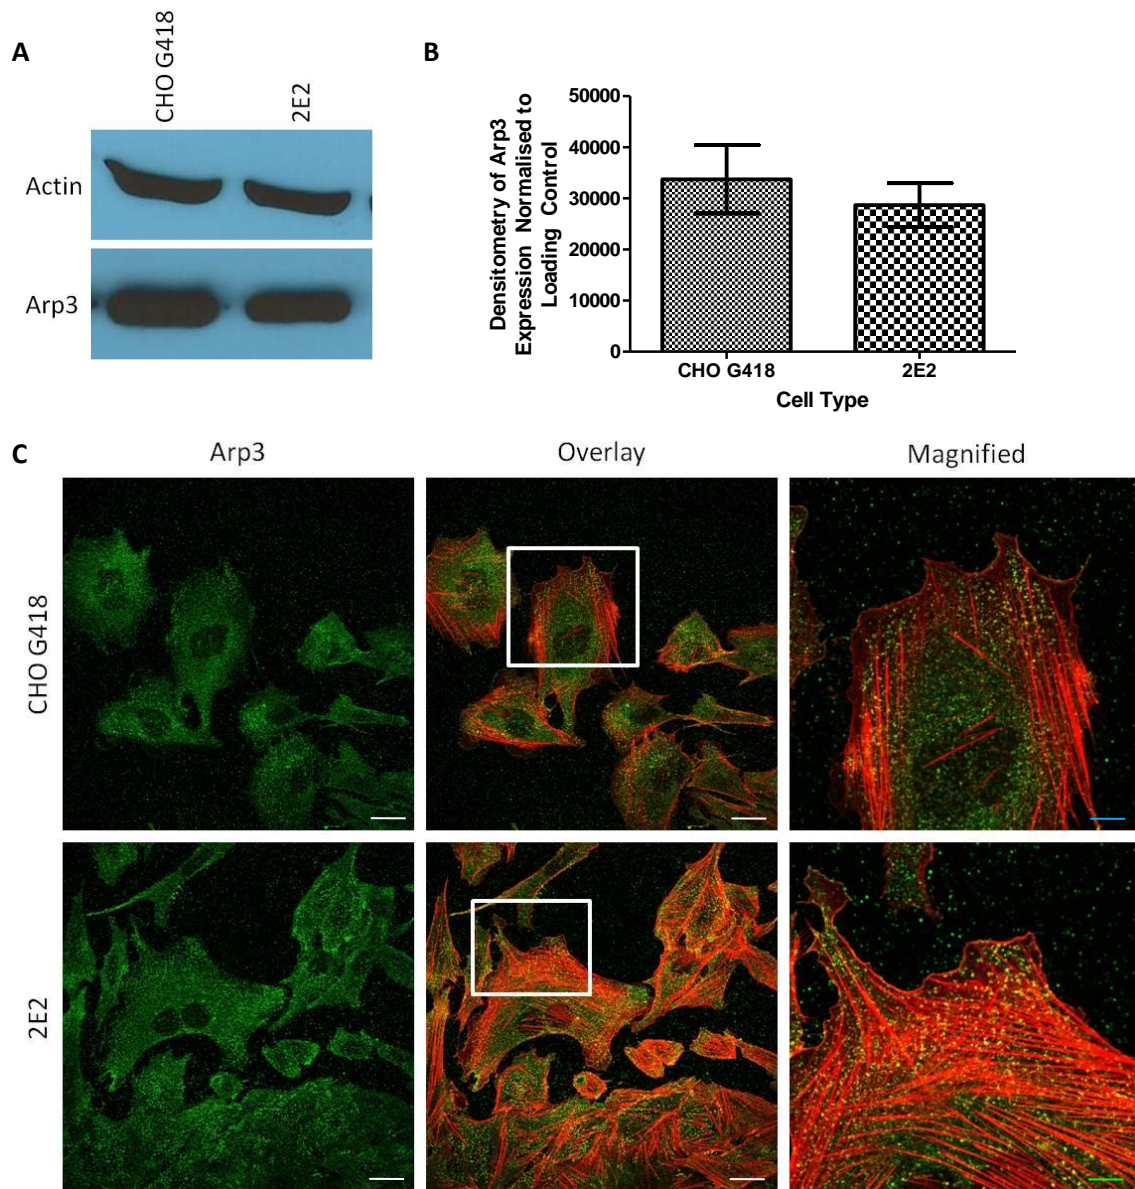 A
CHO G418
2E2
Actin
Arp3
B
Densitometry of Arp3
Expression Normalised to
Loading Control
50000
40000
30000
20000
10000
0
CHO G418
2E2
Cell Type
C
Arp3
Overlay
Magnified
CHO G418
2E2